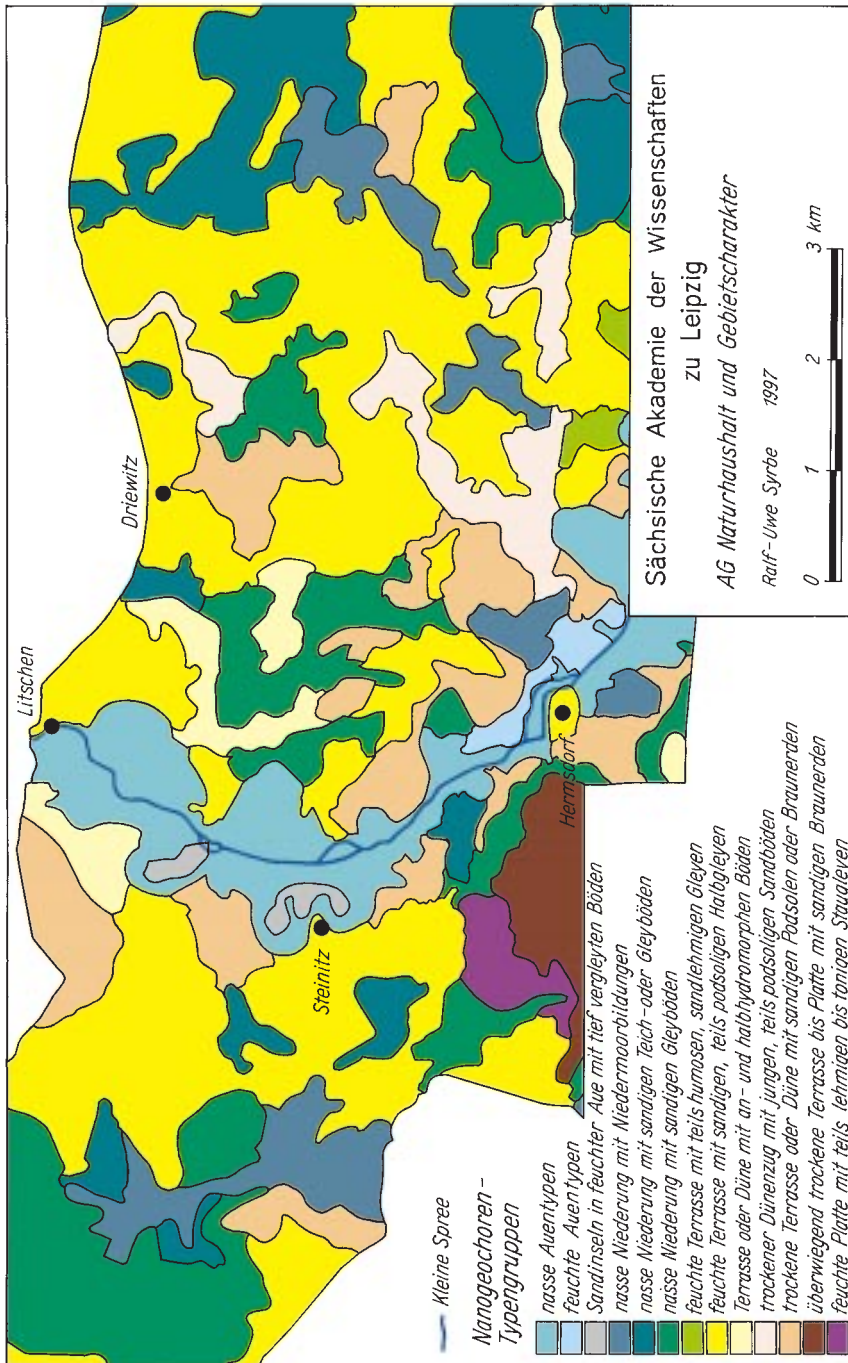 Litschen
Driewitz
Steinitz
Hermsdorf
Kleine Spree
Nanogeochoren-
Typengruppen
nasse Auentypen
feuchte Auentypen
Sandinseln in feuchter Aue mit tief vergleyten Böden
nasse Niederung mit Niedermoorbildungen
nasse Niederung mit sandigen Teich-oder Gleyböden
nasse Niederung mit sandigen Gleyböden
feuchte Terrasse mit teils humosen, sandlehmigen Gleyen
feuchte Terrasse mit sandigen, teils podsoligen Halbgleyen
Terrasse oder Düne mit an- und halbhydromorphen Böden
trockener Dünenzug mit jungen, teils podsoligen Sandböden
trockene Terrasse oder Düne mit sandigen Podsolen oder Braunerden
überwiegend trockene Terrasse bis Platte mit sandigen Braunerden
feuchte Platte mit teils lehmigen bis tonigen Staugleyen
Sächsische Akademie der Wissenschaften
zu Leipzig
AG Naturhaushalt und Gebietscharakter
Ralf-Uwe Syrbe 1997
0 1 2 3 km